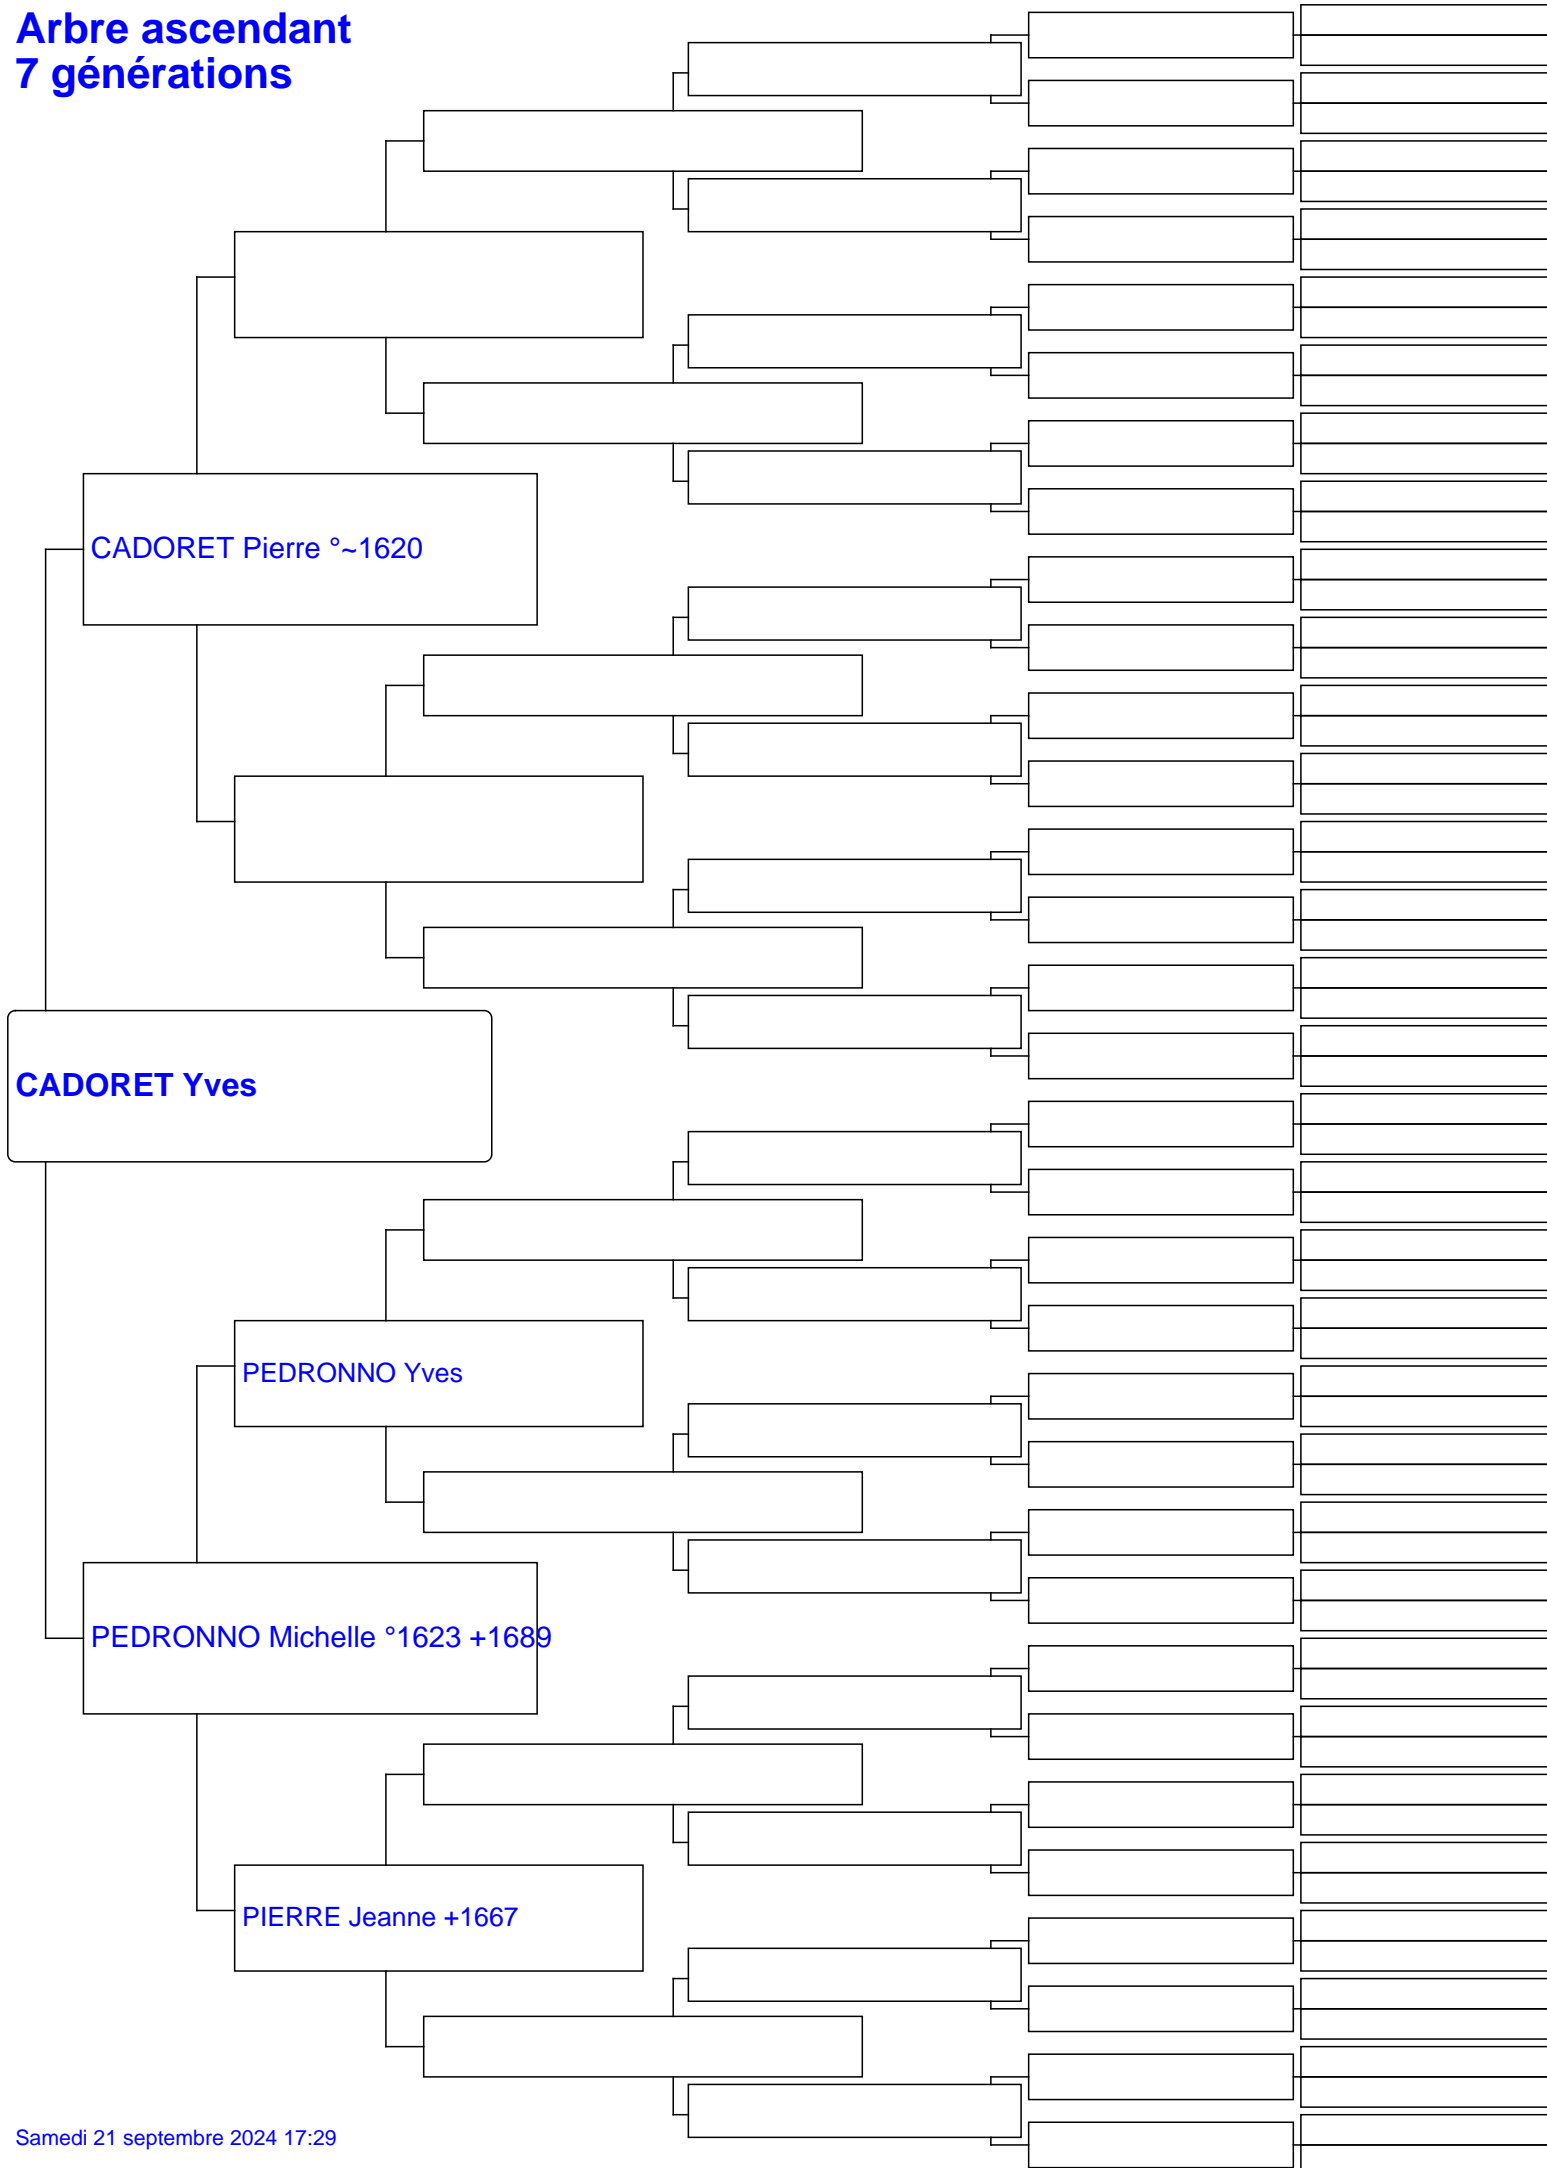 Arbre ascendant
7 générations
CADORET Pierre °~1620
CADORET Yves
PEDRONNO Yves
PEDRONNO Michelle °1623 +1689
PIERRE Jeanne +1667
Samedi 21 septembre 2024 17:29